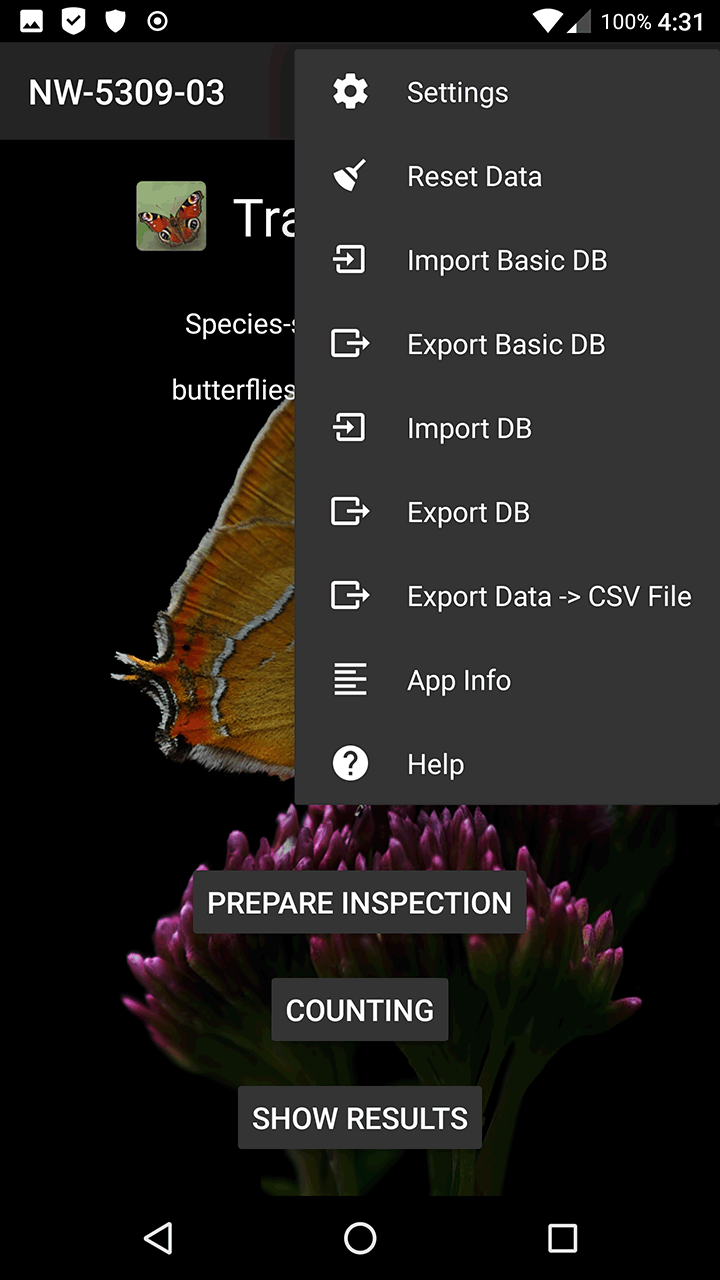 100% 4:31
NW-5309-03
Settings
Reset Data
Import Basic DB
Export Basic DB
Import DB
Export DB
Export Data -> CSV File
App Info
Help
Tra
Species-s
butterflies
PREPARE INSPECTION
COUNTING
SHOW RESULTS